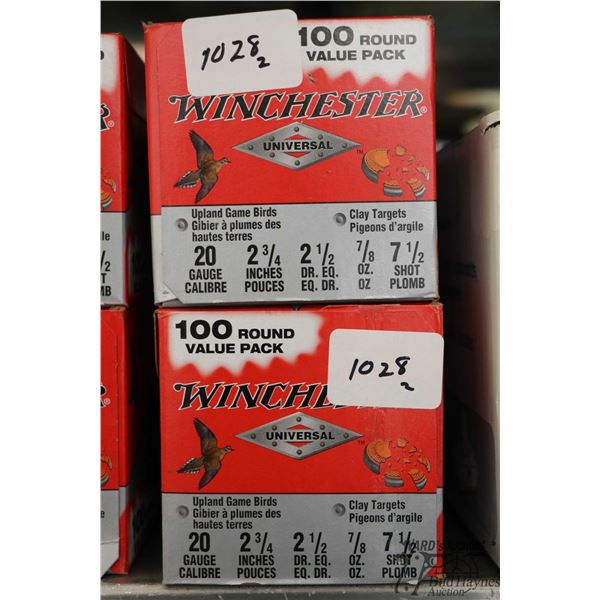 1028
2
100 ROUND
VALUE PACK
WINCHESTER®
UNIVERSAL
™
Upland Game Birds
Gibier à plumes des
hautes terres
Clay Targets
Pigeons d'argile
20 2 3/4 2 1/2 7/8 7 1/2
GAUGE INCHES DR. EQ. OZ. SHOT
CALIBRE POUCES EQ. DR. OZ PLOMB
100 ROUND
VALUE PACK
1028
2
UNIVERSAL
Upland Game Birds
Gibier à plumes des
hautes terres
Clay Targets
Pigeons d'argile
20 2 3/4 2 1/2 7/8 7 1/2
GAUGE INCHES DR. EQ. OZ. SHOT
CALIBRE POUCES EQ. DR. PLOMB
Bud Haynes
Auction